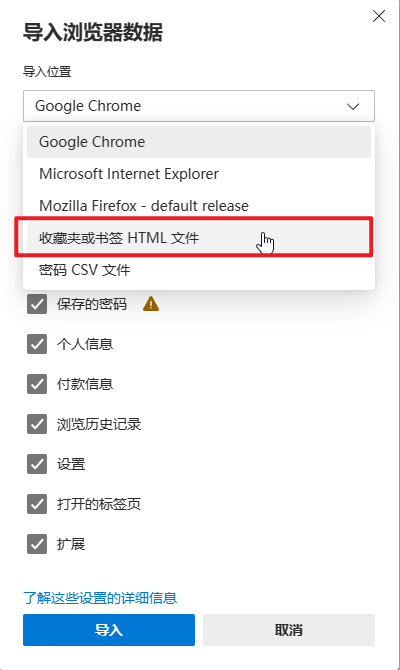 导入浏览器数据
导入位置
Google Chrome
Google Chrome
Microsoft Internet Explorer
Mozilla Firefox - default release
收藏夹或书签 HTML 文件
密码 CSV 文件
保存的密码
个人信息
付款信息
浏览历史记录
设置
打开的标签页
扩展
了解这些设置的详细信息
导入 取消